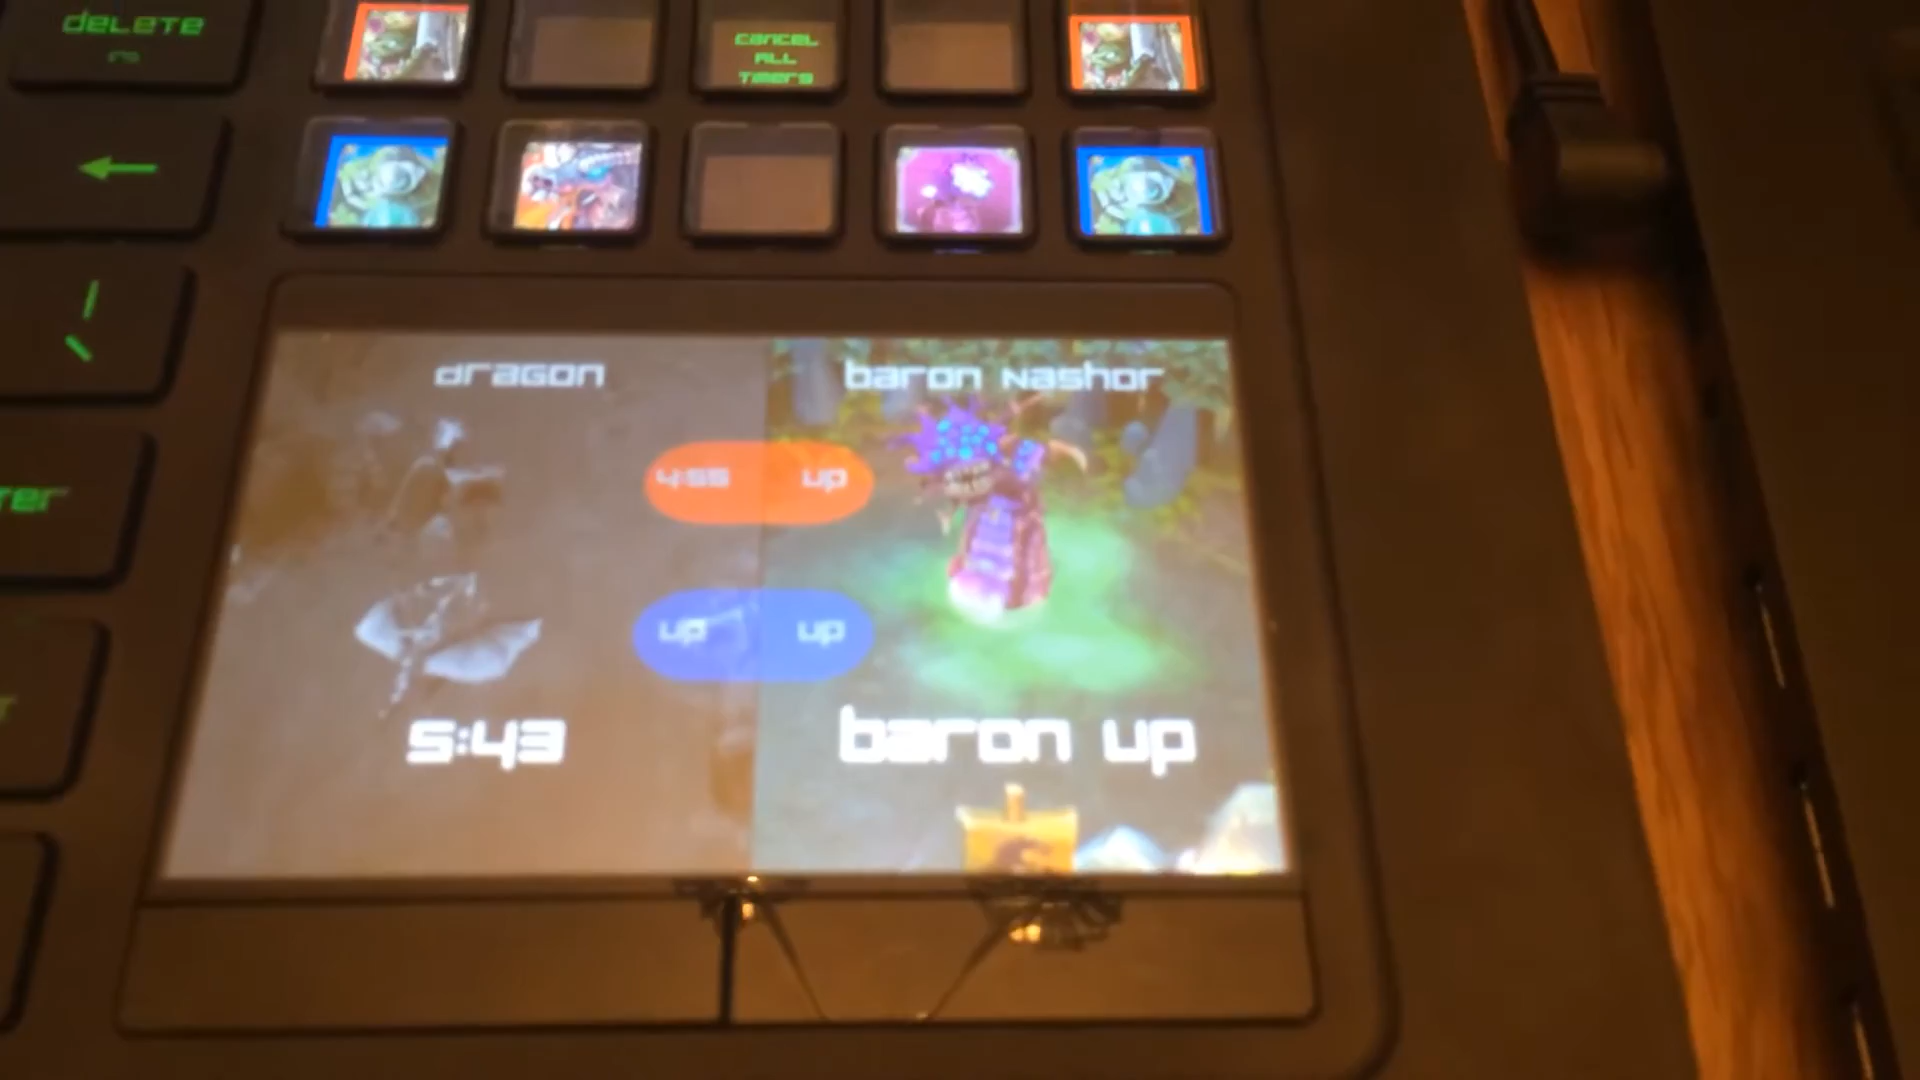 DELETE
CANCEL
ALL
TIMERS
DRAGON
BARON NASHOR
4:55
UP
UP
UP
5:43
BARON UP